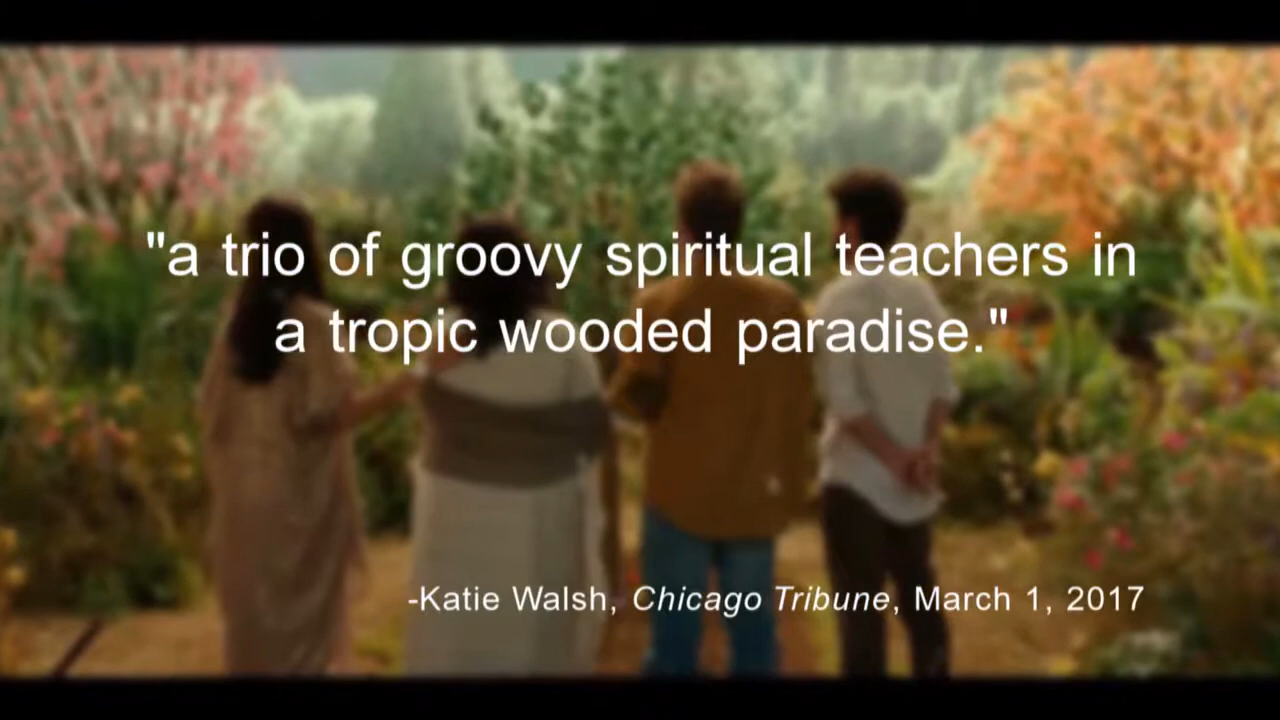 "a trio of groovy spiritual teachers in
a tropic wooded paradise."
-Katie Walsh, Chicago Tribune, March 1, 2017